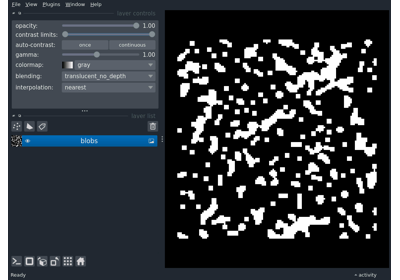 File View Plugins Window Help
layer controls
opacity: 1.00
contrast limits:
auto-contrast: once continuous
gamma: 1.00
colormap: gray
blending: translucent_no_depth
interpolation: nearest
layer list
blobs
Ready activity